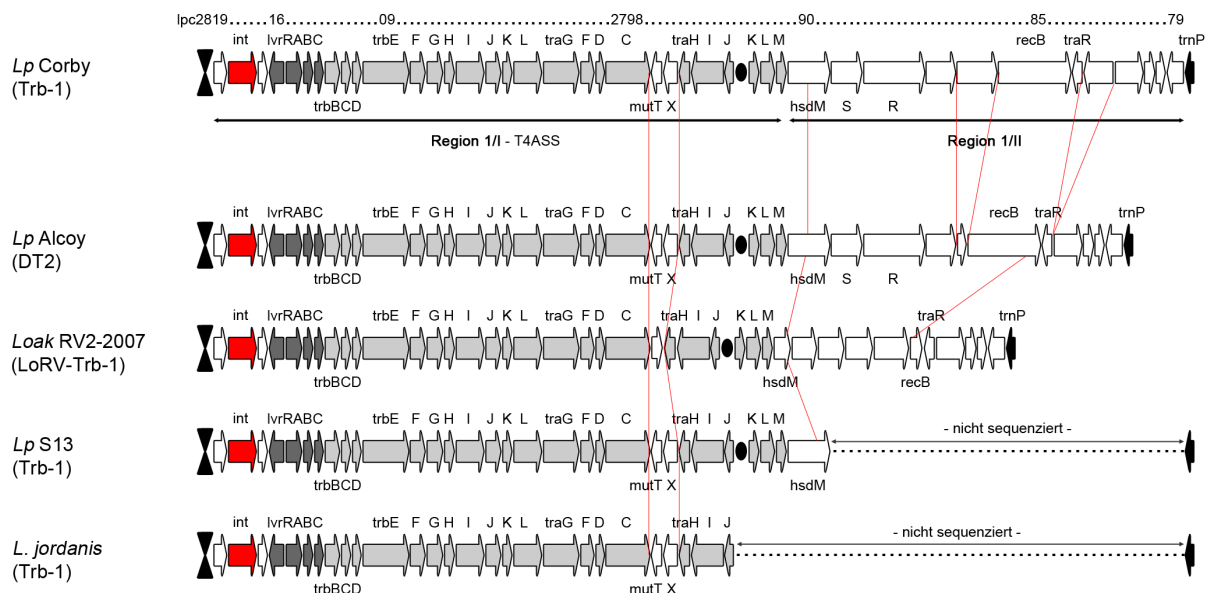 lpc2819........16..............09..............................2798......................90..................................85...................79
int lvrRABC trbE F G H I J K L traG F D C traH I J K L M recB traR trnP
Lp Corby
(Trb-1)
trbBCD mutT X hsdM S R
Region 1/I - T4ASS Region 1/II
int lvrRABC trbE F G H I J K L traG F D C traH I J K L M recB traR trnP
Lp Alcoy
(DT2)
trbBCD mutT X hsdM S R
int lvrRABC trbE F G H I J K L traG F D C traH I J K L M traR trnP
Loak RV2-2007
(LoRV-Trb-1)
trbBCD hsdM recB
int lvrRABC trbE F G H I J K L traG F D C traH I J K L M - nicht sequenziert -
Lp S13
(Trb-1)
trbBCD mutT X hsdM
int lvrRABC trbE F G H I J K L traG F D C traH I J - nicht sequenziert -
L. jordanis
(Trb-1)
trbBCD mutT X